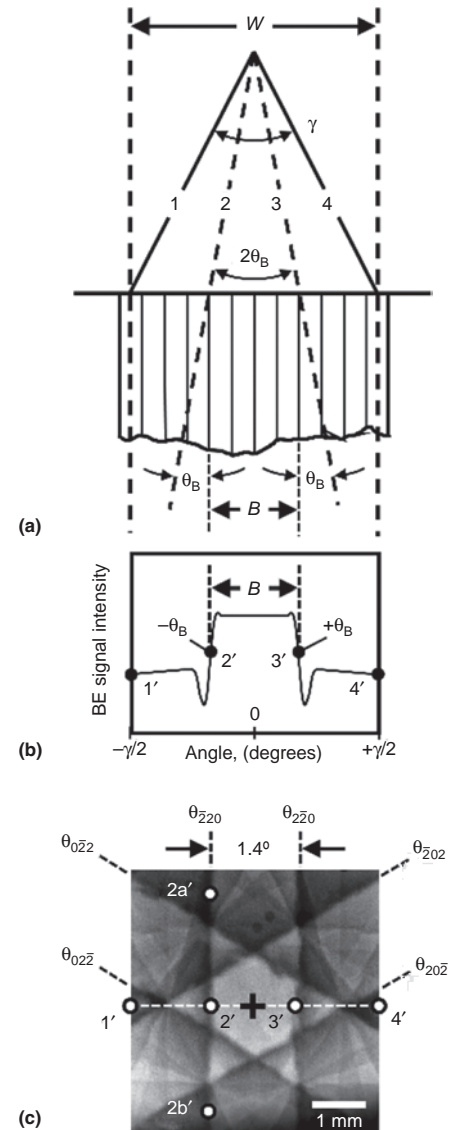 W
γ
1 2 3 4
2θB
θB θB
B
(a)
BE signal intensity
B
−θB +θB
1′ 2′ 3′ 4′
0
−γ/2 Angle, (degrees) +γ/2
(b)
θ2̄20 θ22̄0
θ02̄2 1.4º θ2̄02
2a′
θ022̄ θ202̄
1′ 2′ 3′ 4′
2b′
1 mm
(c)